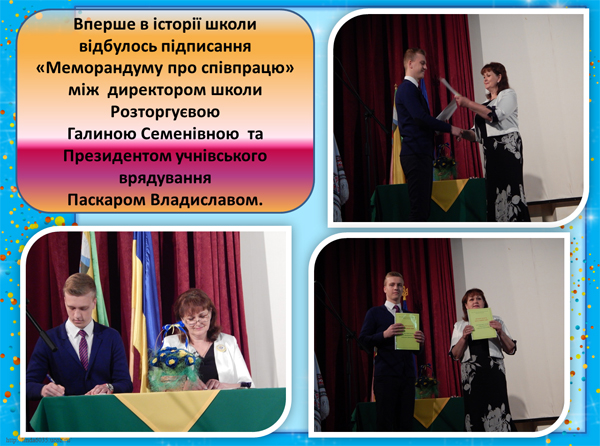 Вперше в історії школи
відбулось підписання
«Меморандуму про співпрацю»
між директором школи
Розторгуєвою
Галиною Семенівною та
Президентом учнівського
врядування
Паскаром Владиславом.